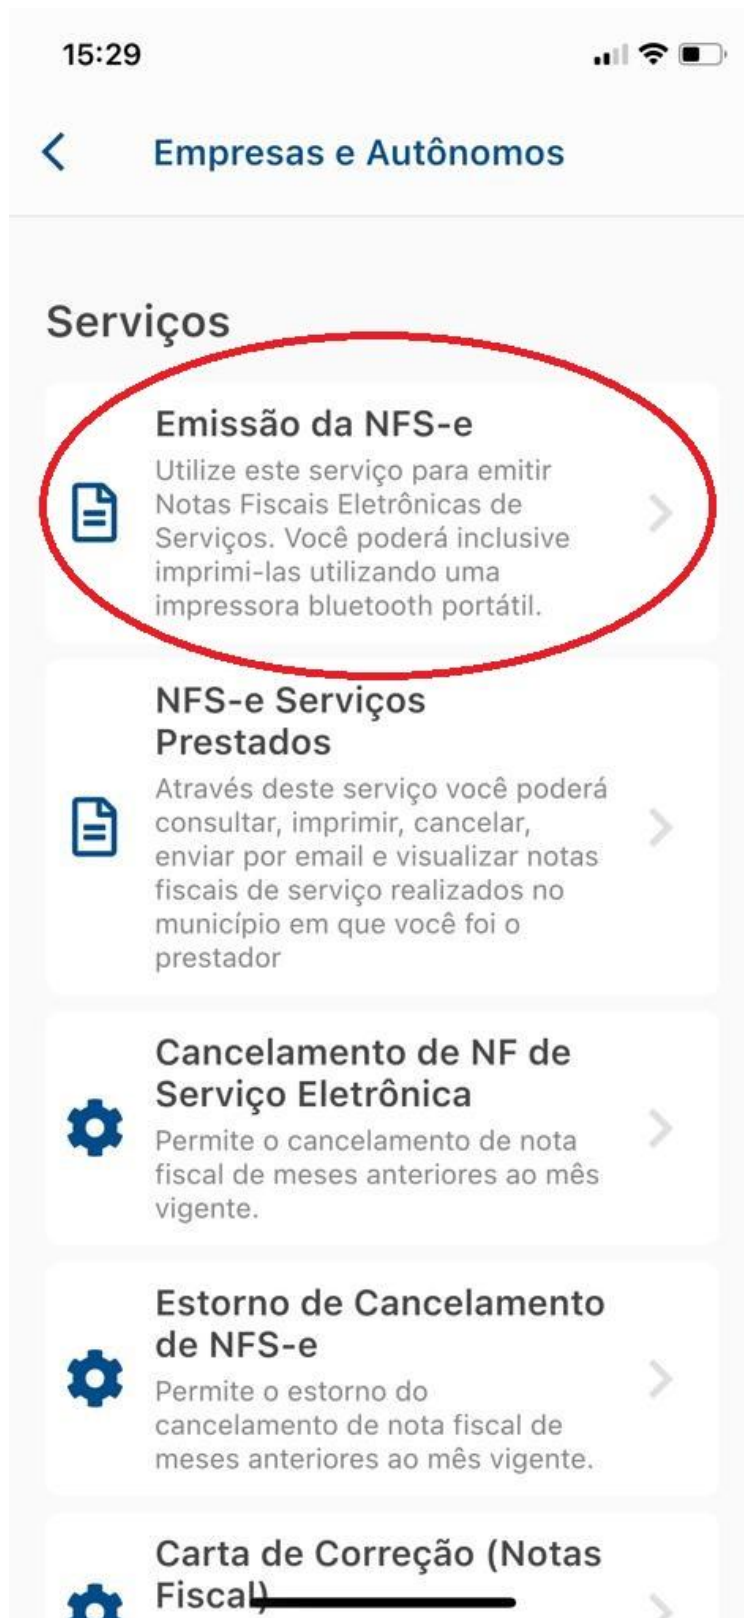 15:29
Empresas e Autônomos
Serviços
Emissão da NFS-e
Utilize este serviço para emitir
Notas Fiscais Eletrônicas de
Serviços. Você poderá inclusive
imprimi-las utilizando uma
impressora bluetooth portátil.
NFS-e Serviços
Prestados
Através deste serviço você poderá
consultar, imprimir, cancelar,
enviar por email e visualizar notas
fiscais de serviço realizados no
município em que você foi o
prestador
Cancelamento de NF de
Serviço Eletrônica
Permite o cancelamento de nota
fiscal de meses anteriores ao mês
vigente.
Estorno de Cancelamento
de NFS-e
Permite o estorno do
cancelamento de nota fiscal de
meses anteriores ao mês vigente.
Carta de Correção (Notas
Fiscal)